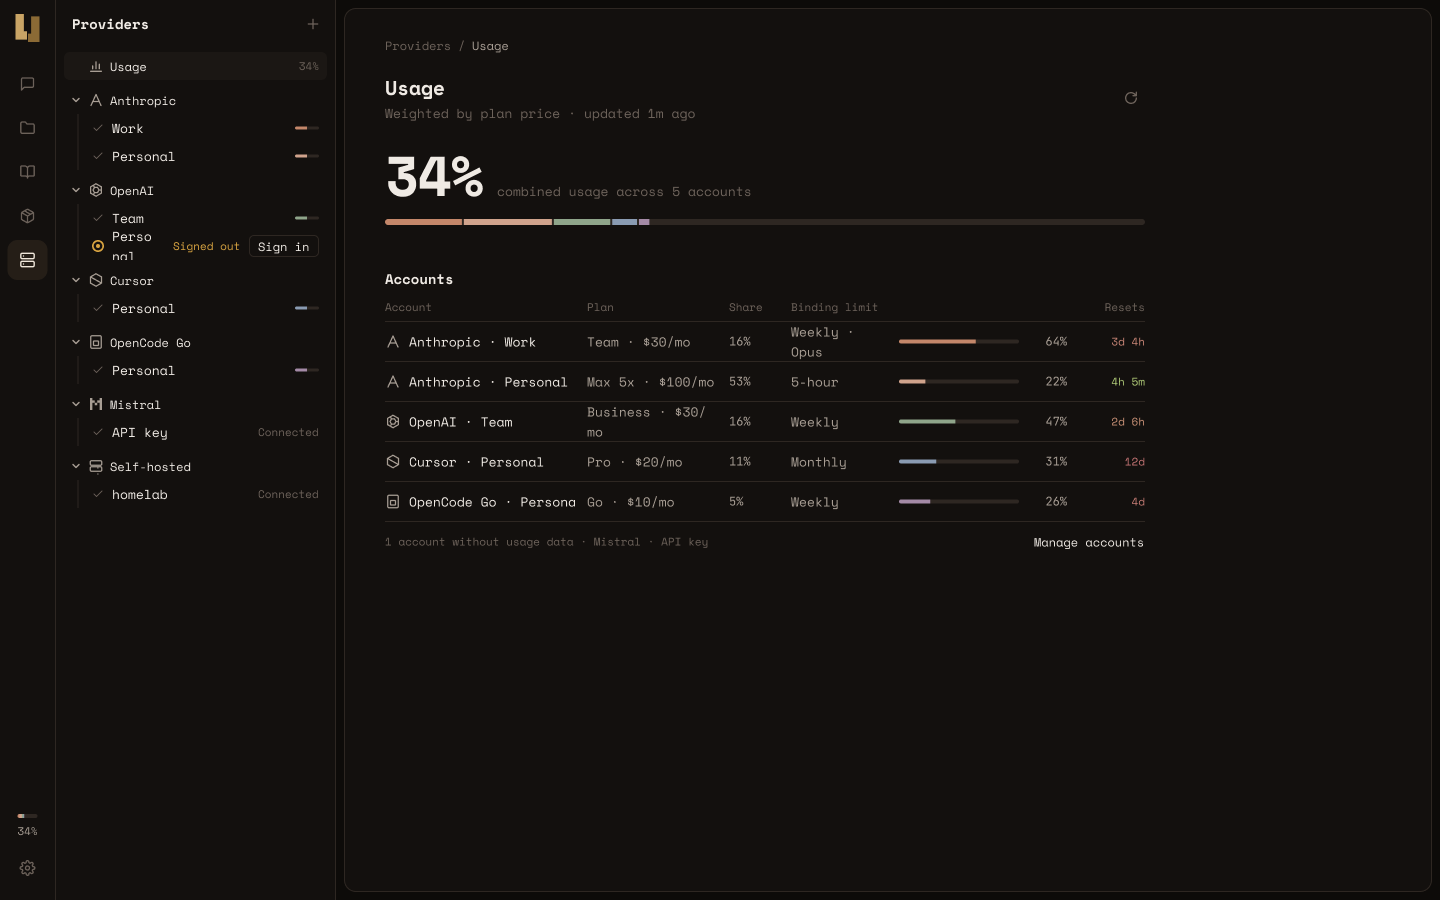 Providers
Usage 34%
Anthropic
Work
Personal
OpenAI
Team
Perso
nal
Signed out Sign in
Cursor
Personal
OpenCode Go
Personal
Mistral
API key Connected
Self-hosted
homelab Connected
34%
Providers / Usage
Usage
Weighted by plan price · updated 1m ago
34% combined usage across 5 accounts
Accounts
Account Plan Share Binding limit Resets
Anthropic · Work Team · $30/mo 16% Weekly ·
Opus
64% 3d 4h
Anthropic · Personal Max 5x · $100/mo 53% 5-hour 22% 4h 5m
OpenAI · Team Business · $30/
mo
16% Weekly 47% 2d 6h
Cursor · Personal Pro · $20/mo 11% Monthly 31% 12d
OpenCode Go · Persona Go · $10/mo 5% Weekly 26% 4d
1 account without usage data · Mistral · API key Manage accounts